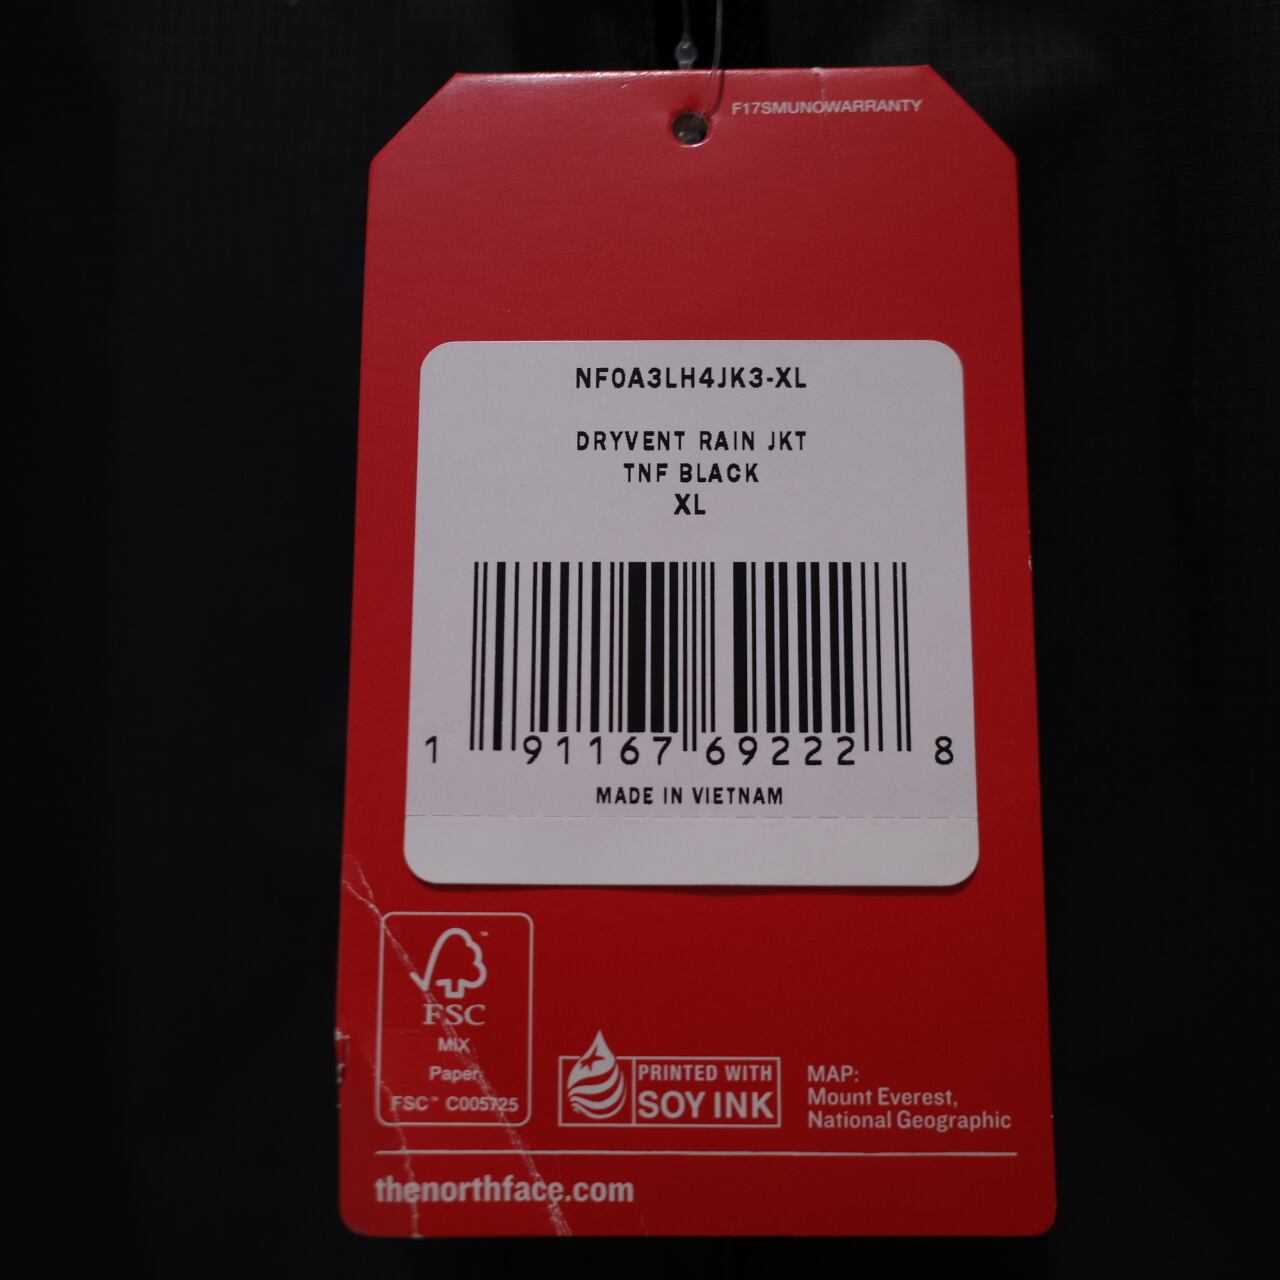 F17SMUNOWARRANTY
NF0A3LH4JK3-XL
DRYVENT RAIN JKT
TNF BLACK
XL
1 91167 69222 8
MADE IN VIETNAM
FSC
MIX
Paper
FSC™ C005725
PRINTED WITH
SOY INK
MAP:
Mount Everest,
National Geographic
thenorthface.com